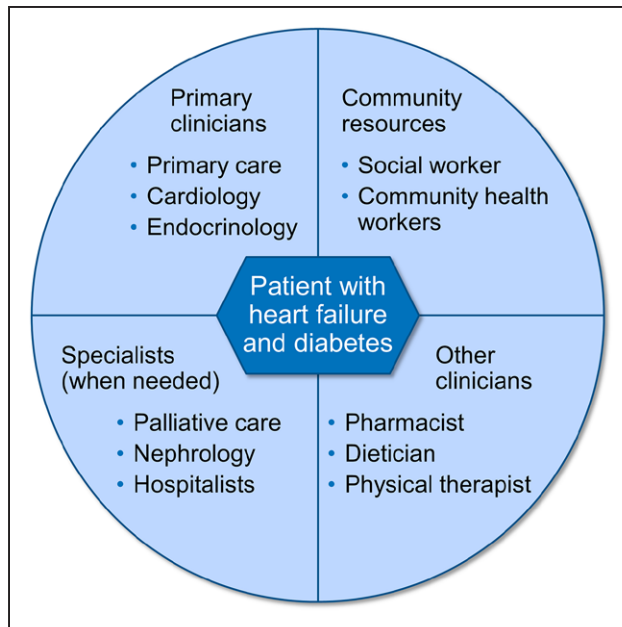 Primary
clinicians
• Primary care
• Cardiology
• Endocrinology
Community
resources
• Social worker
• Community health
workers
Patient with
heart failure
and diabetes
Specialists
(when needed)
• Palliative care
• Nephrology
• Hospitalists
Other
clinicians
• Pharmacist
• Dietician
• Physical therapist